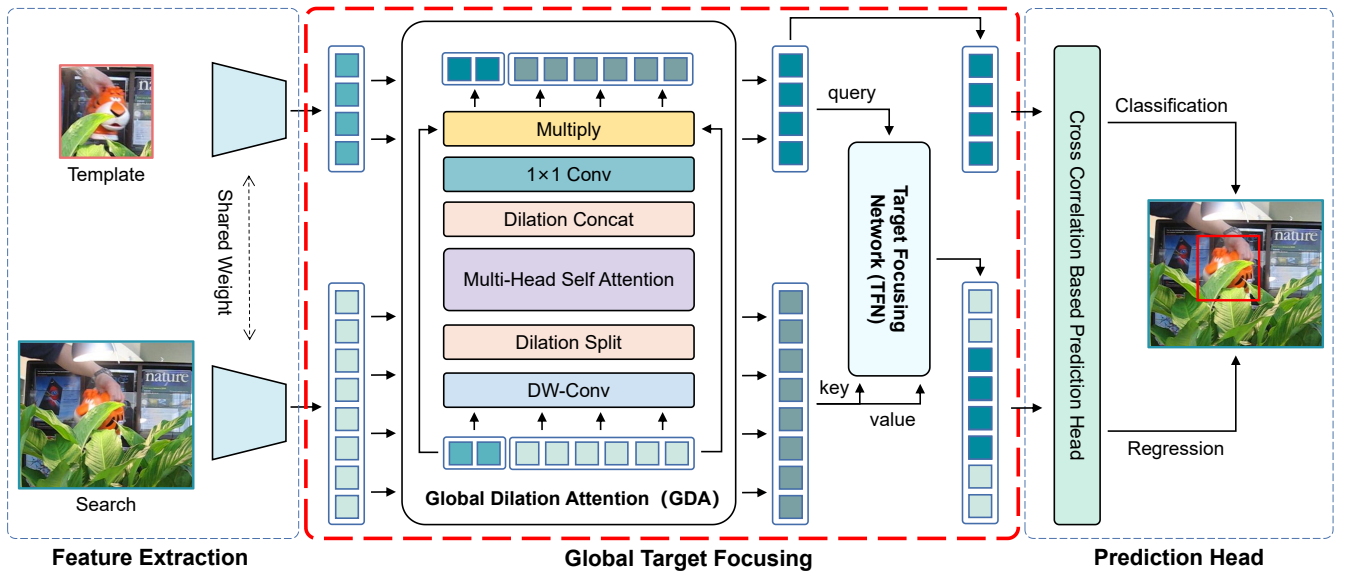 Template
Shared Weight
Search
Feature Extraction
Multiply
1×1 Conv
Dilation Concat
Multi-Head Self Attention
Dilation Split
DW-Conv
Global Dilation Attention（GDA）
query
Target Focusing
Network (TFN)
key
value
Global Target Focusing
Cross Correlation Based Prediction Head
Classification
nature
nature
nature
Regression
Prediction Head